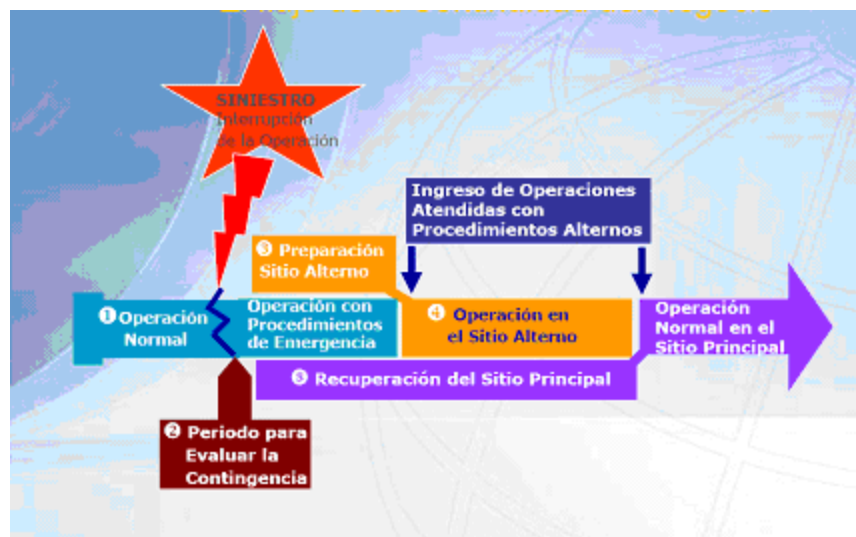 SINIESTRO
Interrupción
de la Operación
Ingreso de Operaciones
Atendidas con
Procedimientos Alternos
❸ Preparación
Sitio Alterno
❶ Operación
Normal
Operación con
Procedimientos
de Emergencia
❹ Operación en
el Sitio Alterno
Operación
Normal en el
Sitio Principal
❺ Recuperación del Sitio Principal
❷ Periodo para
Evaluar la
Contingencia